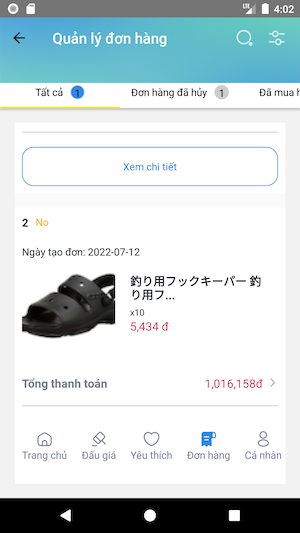 4:02
Quản lý đơn hàng
Tất cả 1 Đơn hàng đã hủy 1 Đã mua h
Xem chi tiết
2 No
Ngày tạo đơn: 2022-07-12
釣り用フックキーパー 釣
り用フ...
x10
5,434 đ
Tổng thanh toán 1,016,158đ
Trang chủ Đấu giá Yêu thích Đơn hàng Cá nhân